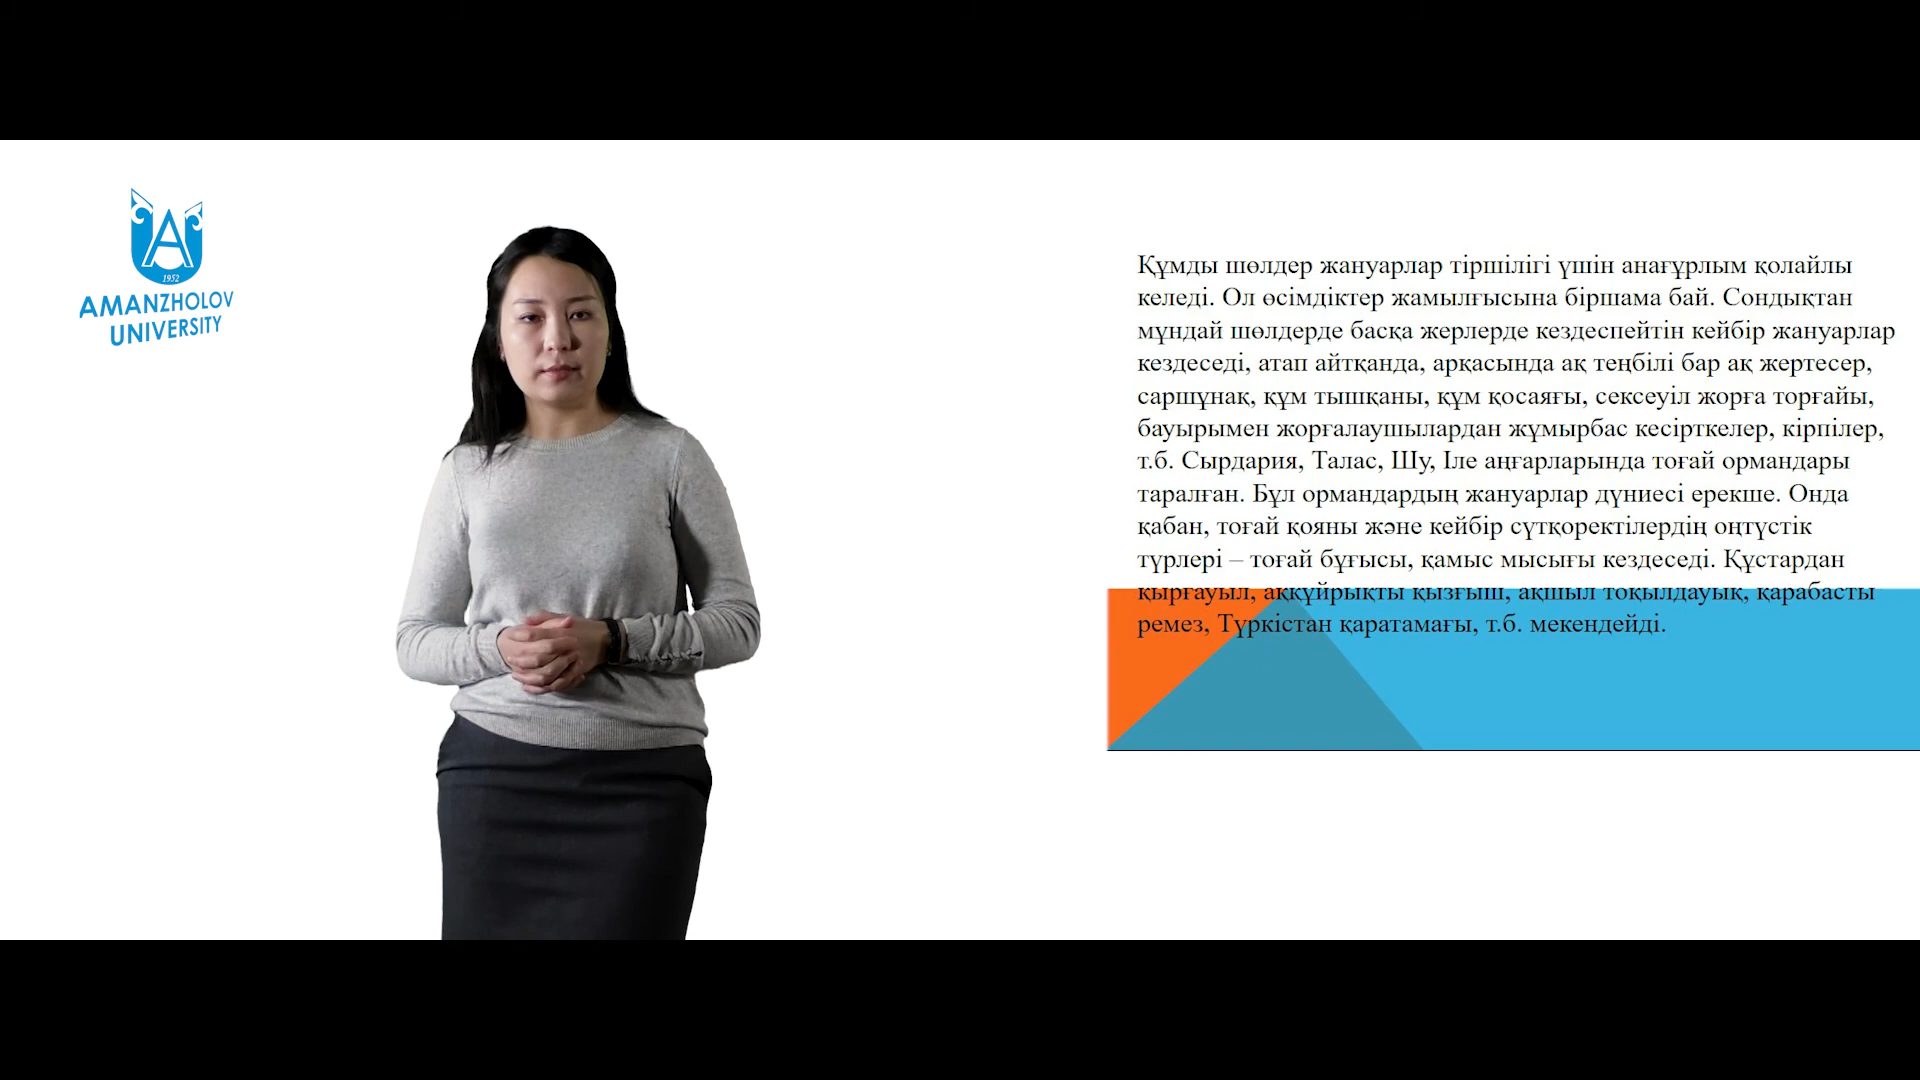 1952
AMANZHOLOV
UNIVERSITY
Құмды шөлдер жануарлар тіршілігі үшін анағұрлым қолайлы
келеді. Ол өсімдіктер жамылғысына біршама бай. Сондықтан
мұндай шөлдерде басқа жерлерде кездеспейтін кейбір жануарлар
кездеседі, атап айтқанда, арқасында ақ теңбілі бар ақ жертесер,
саршұнақ, құм тышқаны, құм қосаяғы, сексеуіл жорға торғайы,
бауырымен жорғалаушылардан жұмырбас кесірткелер, кірпілер,
т.б. Сырдария, Талас, Шу, Іле аңғарларында тоғай ормандары
таралған. Бұл ормандардың жануарлар дүниесі ерекше. Онда
қабан, тоғай қояны және кейбір сүтқоректілердің оңтүстік
түрлері – тоғай бұғысы, қамыс мысығы кездеседі. Құстардан
қырғауыл, аққұйрықты қызғыш, ақшыл тоқылдауық, қарабасты
ремез, Түркістан қаратамағы, т.б. мекендейді.